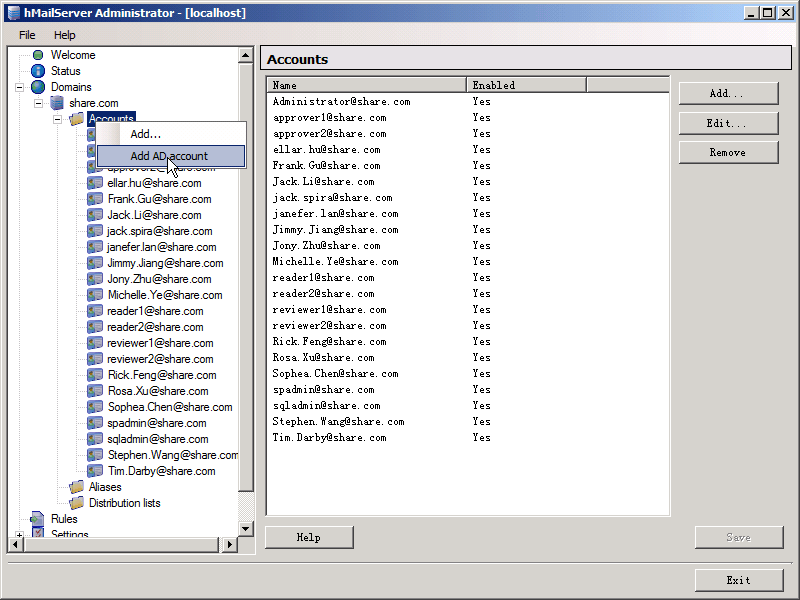 hMailServer Administrator - [localhost]
File Help
Welcome
Status
Domains
share.com
Accounts
Add...
Add AD account
approver2@share.com
ellar.hu@share.com
Frank.Gu@share.com
Jack.Li@share.com
jack.spira@share.com
janefer.lan@share.com
Jimmy.Jiang@share.com
Jony.Zhu@share.com
Michelle.Ye@share.com
reader1@share.com
reader2@share.com
reviewer1@share.com
reviewer2@share.com
Rick.Feng@share.com
Rosa.Xu@share.com
Sophea.Chen@share.com
spadmin@share.com
sqladmin@share.com
Stephen.Wang@share.com
Tim.Darby@share.com
Aliases
Distribution lists
Rules
Settings
Accounts
Name Enabled
Administrator@share.com Yes
approver1@share.com Yes
approver2@share.com Yes
ellar.hu@share.com Yes
Frank.Gu@share.com Yes
Jack.Li@share.com Yes
jack.spira@share.com Yes
janefer.lan@share.com Yes
Jimmy.Jiang@share.com Yes
Jony.Zhu@share.com Yes
Michelle.Ye@share.com Yes
reader1@share.com Yes
reader2@share.com Yes
reviewer1@share.com Yes
reviewer2@share.com Yes
Rick.Feng@share.com Yes
Rosa.Xu@share.com Yes
Sophea.Chen@share.com Yes
spadmin@share.com Yes
sqladmin@share.com Yes
Stephen.Wang@share.com Yes
Tim.Darby@share.com Yes
Add...
Edit...
Remove
Help
Save
Exit